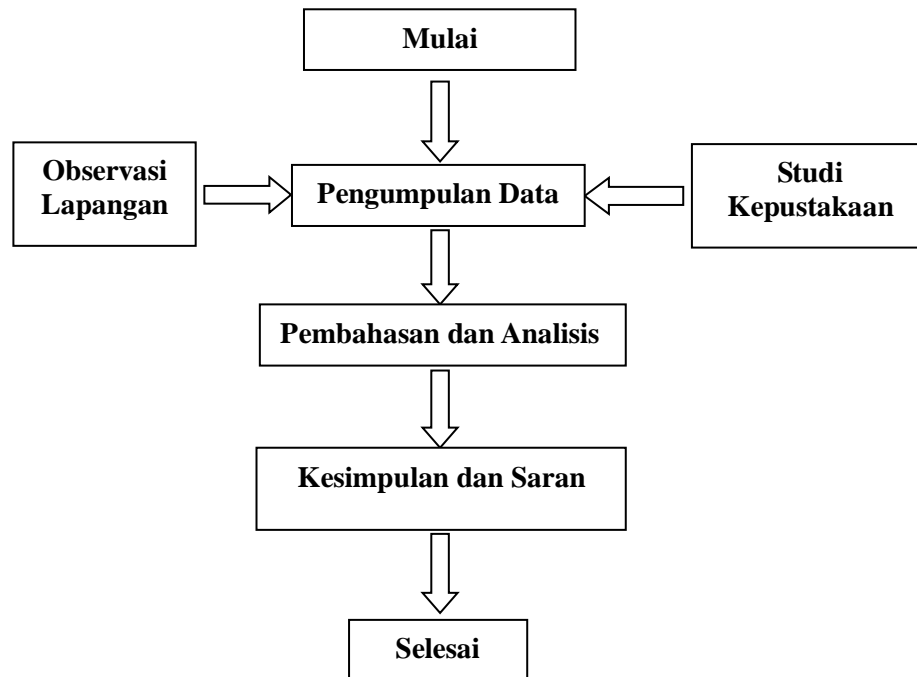 Mulai
Observasi
Lapangan
Pengumpulan Data
Studi
Kepustakaan
Pembahasan dan Analisis
Kesimpulan dan Saran
Selesai